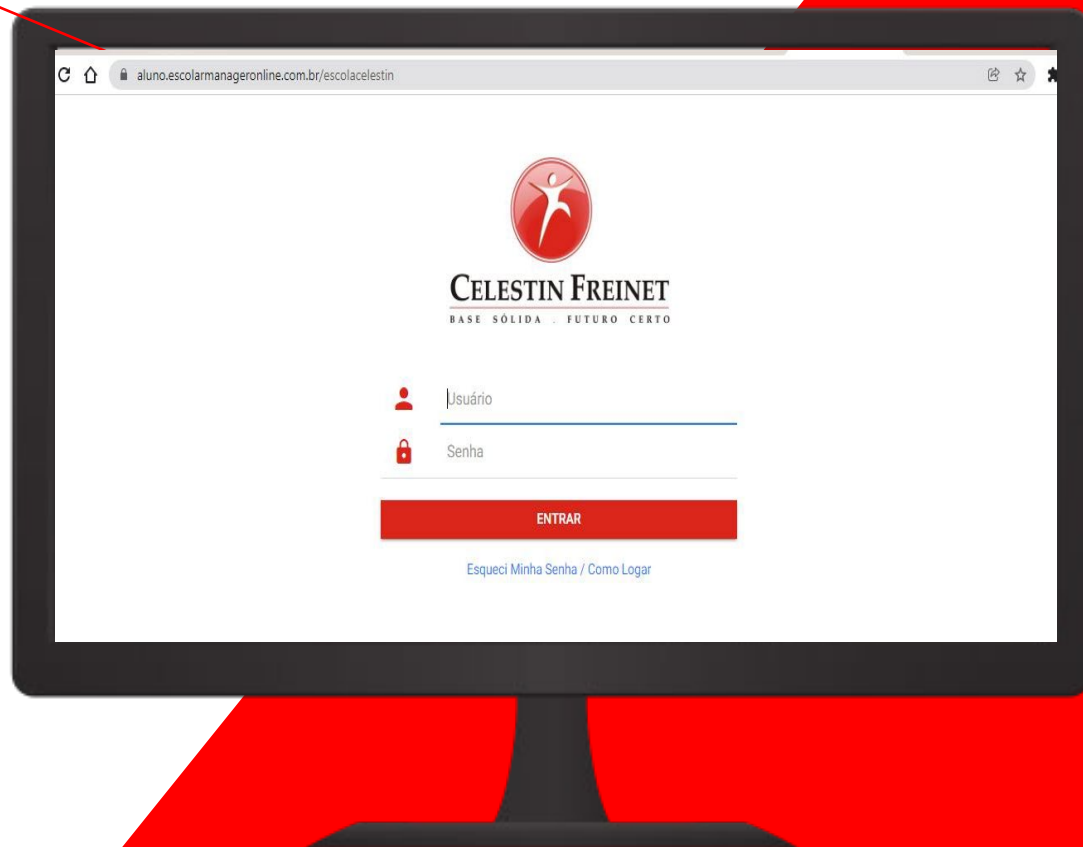 aluno.escolarmanageronline.com.br/escolacelestin
CELESTIN FREINET
BASE SÓLIDA . FUTURO CERTO
Usuário
Senha
ENTRAR
Esqueci Minha Senha / Como Logar